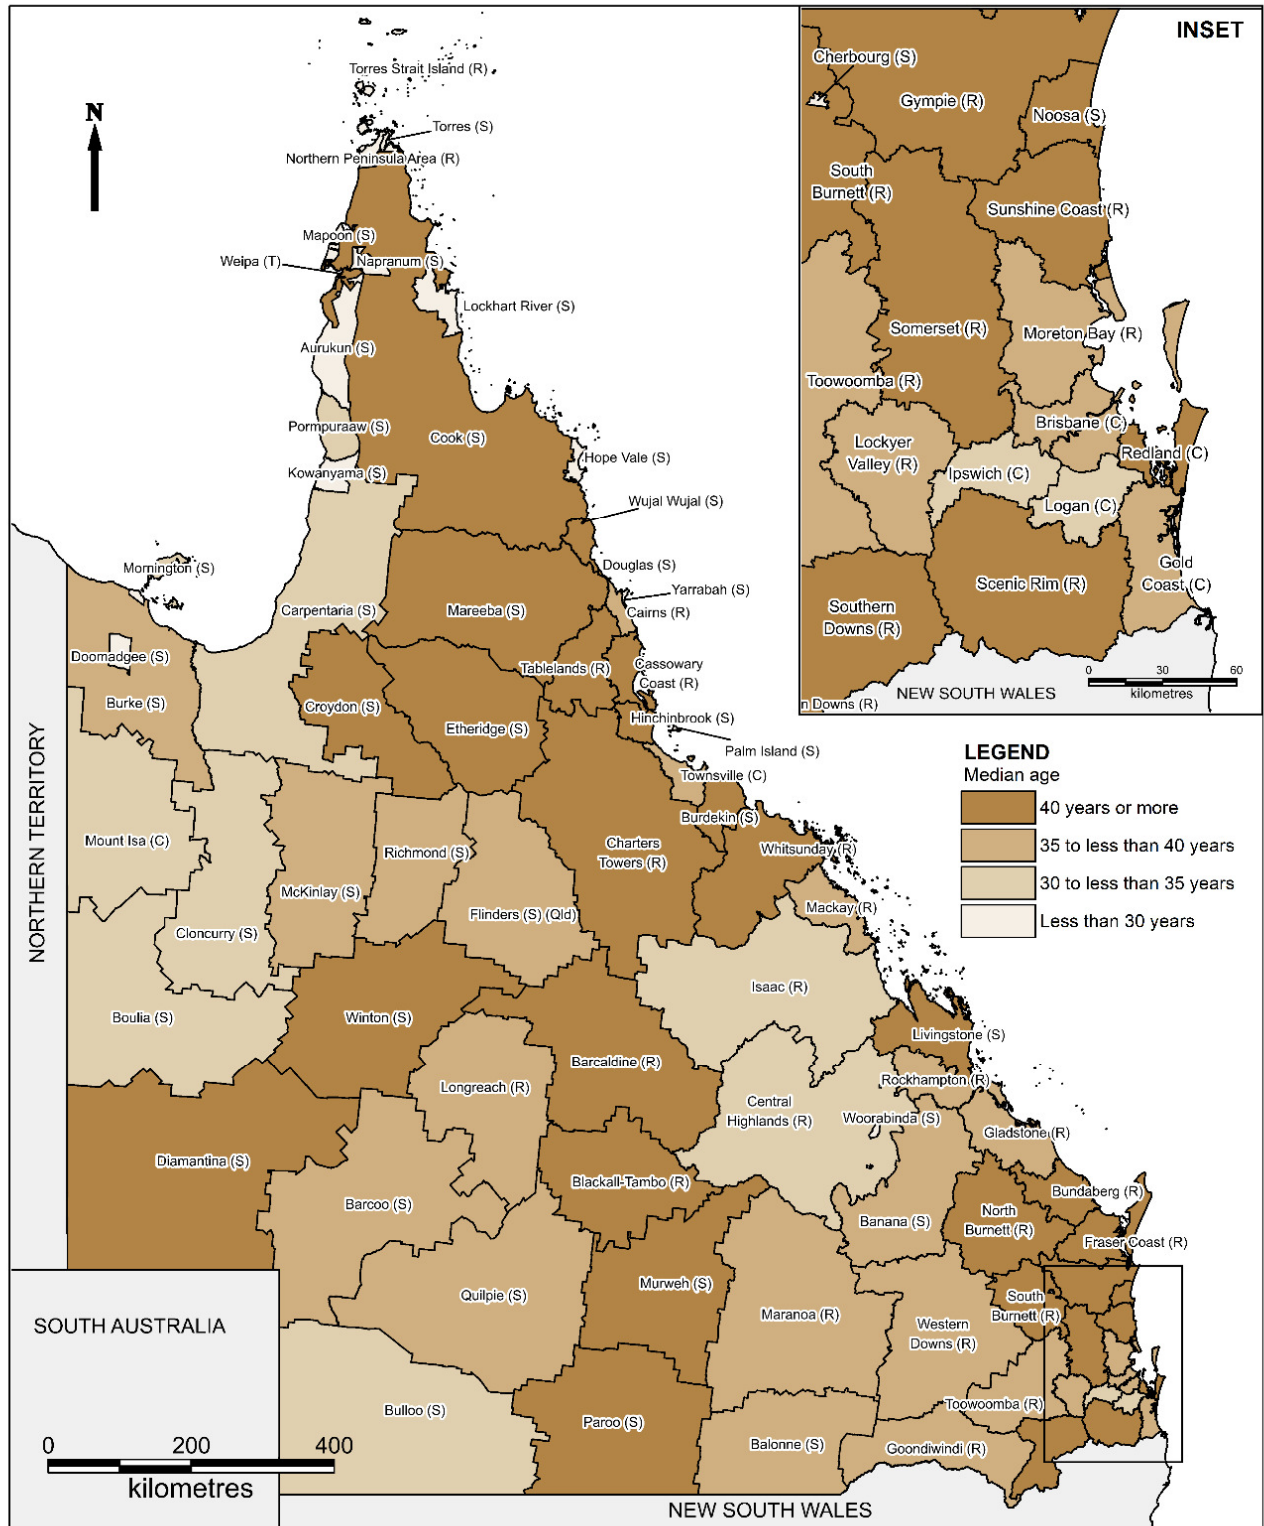 INSET
Cherbourg (S)
Gympie (R)
Noosa (S)
South
Burnett (R)
Sunshine Coast (R)
Somerset (R)
Moreton Bay (R)
Toowoomba (R)
Brisbane (C)
Lockyer
Valley (R)
Redland (C)
Ipswich (C)
Logan (C)
Gold
Coast (C)
Scenic Rim (R)
Southern
Downs (R)
0 30 60
kilometres
NEW SOUTH WALES
n Downs (R)
N
Torres Strait Island (R)
Torres (S)
Northern Peninsula Area (R)
Mapoon (S)
Weipa (T)
Napranum (S)
Lockhart River (S)
Aurukun (S)
Pormpuraaw (S)
Cook (S)
Kowanyama (S)
Hope Vale (S)
Wujal Wujal (S)
Douglas (S)
Mornington (S)
Yarrabah (S)
Carpentaria (S)
Mareeba (S)
Cairns (R)
Doomadgee (S)
Tablelands (R)
Cassowary
Coast (R)
Burke (S)
Croydon (S)
Etheridge (S)
Hinchinbrook (S)
Palm Island (S)
Townsville (C)
Burdekin (S)
Mount Isa (C)
Richmond (S)
Charters
Towers (R)
Whitsunday (R)
McKinlay (S)
Flinders (S) (Qld)
Mackay (R)
Cloncurry (S)
Isaac (R)
Boulia (S)
Winton (S)
Livingstone (S)
Barcaldine (R)
Longreach (R)
Rockhampton (R)
Central
Highlands (R)
Woorabinda (S)
Gladstone (R)
Diamantina (S)
Blackall-Tambo (R)
Bundaberg (R)
Barcoo (S)
Banana (S)
North
Burnett (R)
Fraser Coast (R)
Quilpie (S)
Murweh (S)
South
Burnett (R)
Maranoa (R)
Western
Downs (R)
Bulloo (S)
Paroo (S)
Toowoomba (R)
Balonne (S)
Goondiwindi (R)
NORTHERN TERRITORY
SOUTH AUSTRALIA
0 200 400
kilometres
NEW SOUTH WALES
LEGEND
Median age
40 years or more
35 to less than 40 years
30 to less than 35 years
Less than 30 years